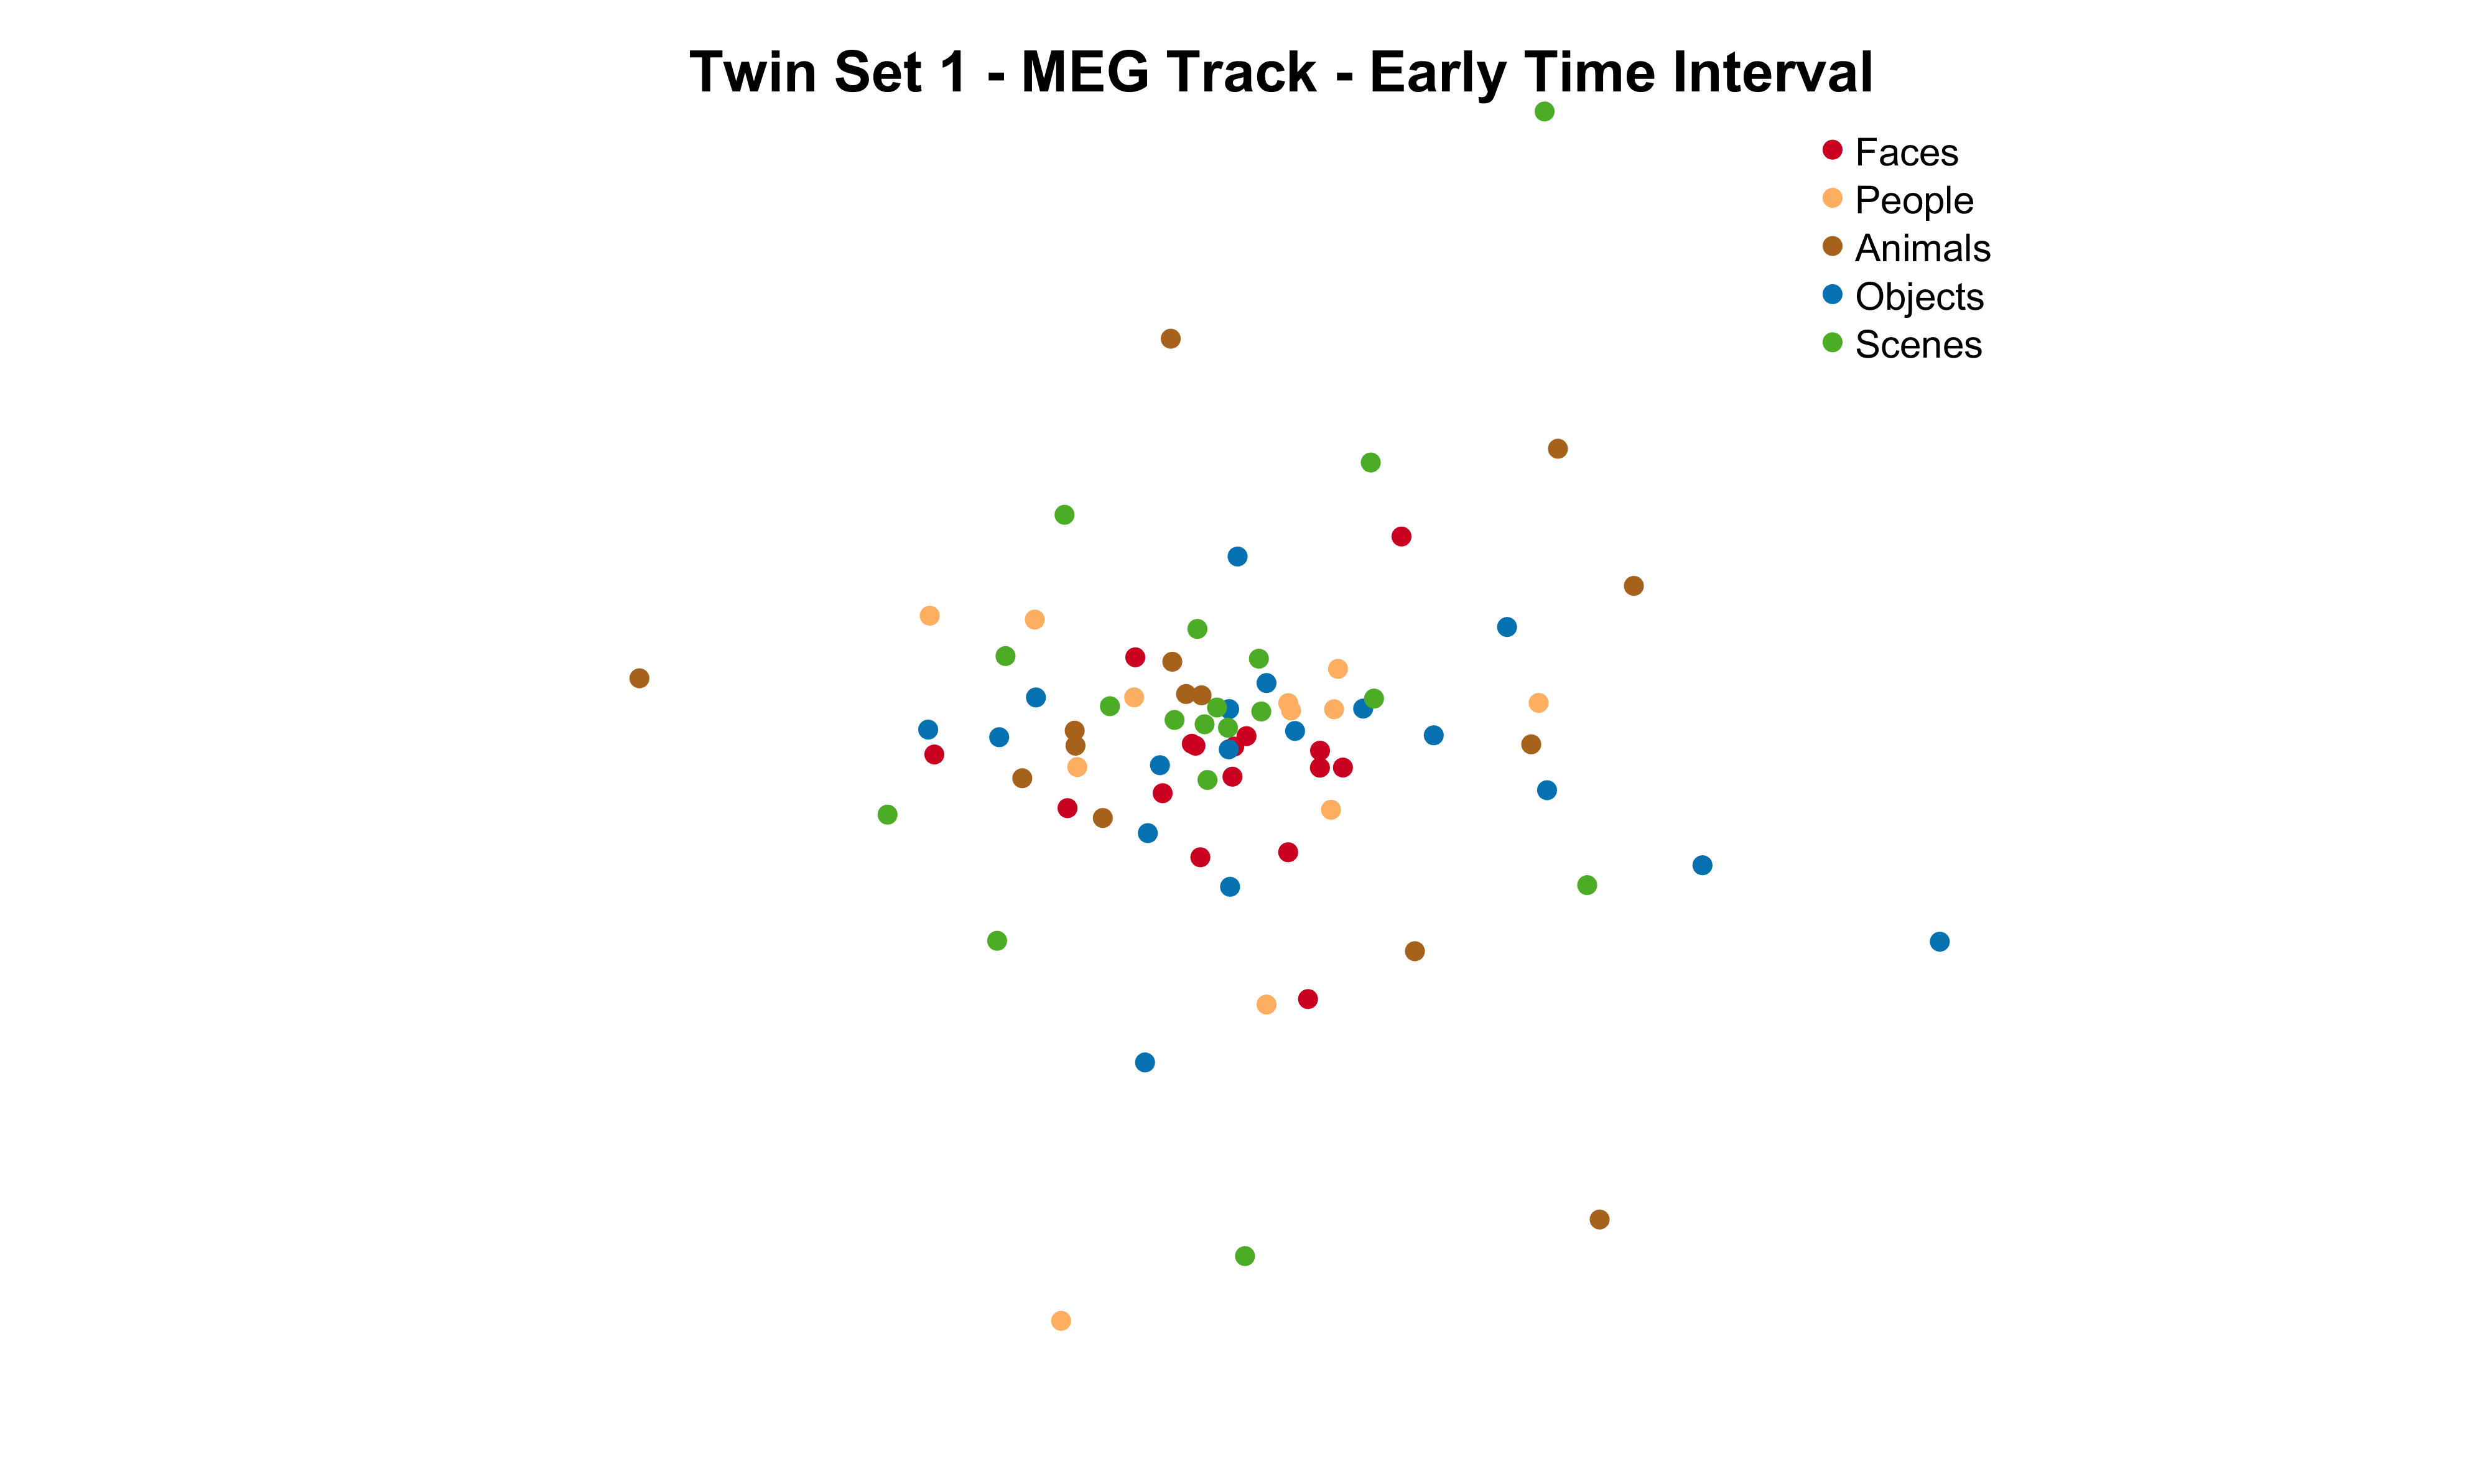 Twin Set 1 - MEG Track - Early Time Interval
Faces
People
Animals
Objects
Scenes